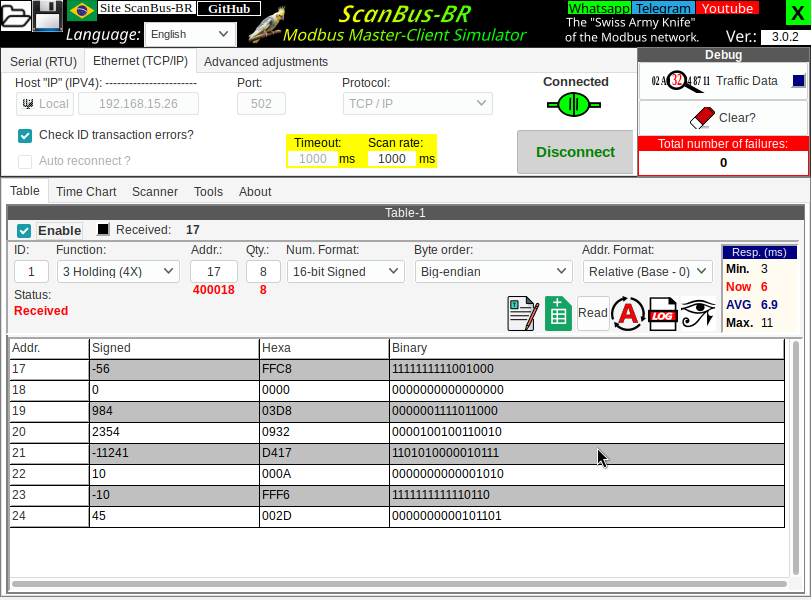 Site ScanBus-BR GitHub
ScanBus-BR
Modbus Master-Client Simulator
Language: English
Whatsapp Telegram Youtube
The "Swiss Army Knife"
of the Modbus network.
X
Ver.: 3.0.2
Serial (RTU) Ethernet (TCP/IP) Advanced adjustments
Host "IP" (IPV4): -----------------------
Port:
Protocol:
Local 192.168.15.26 502 TCP / IP
Check ID transaction errors?
Auto reconnect ?
Timeout: Scan rate:
1000 ms 1000 ms
Connected
Disconnect
Debug
02 A0 32 4 87 11 Traffic Data
Clear?
Total number of failures:
0
Table Time Chart Scanner Tools About
Table-1
Enable Received: 17
ID: Function: Addr.: Qty.: Num. Format: Byte order: Addr. Format:
1 3 Holding (4X) 17 8 16-bit Signed Big-endian Relative (Base - 0)
400018 8
Status:
Received
Read A LOG
Resp. (ms)
Min. 3
Now 6
AVG 6.9
Max. 11
Addr. Signed Hexa Binary
17 -56 FFC8 1111111111001000
18 0 0000 0000000000000000
19 984 03D8 0000001111011000
20 2354 0932 0000100100110010
21 -11241 D417 1101010000010111
22 10 000A 0000000000001010
23 -10 FFF6 1111111111110110
24 45 002D 0000000000101101